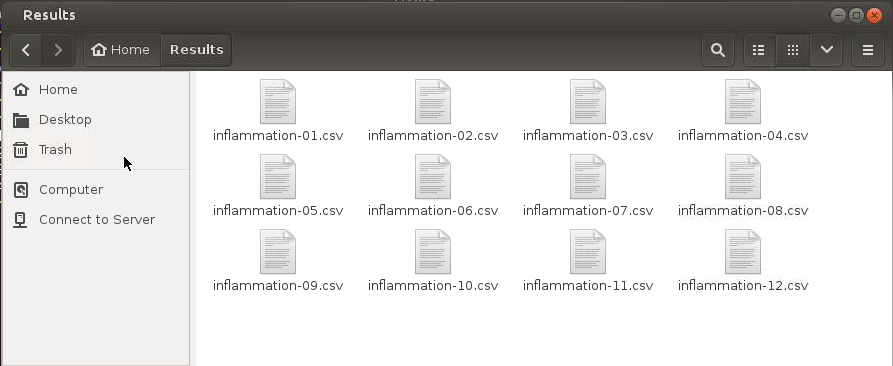 Results
Home Results
Home
Desktop
Trash
Computer
Connect to Server
inflammation-01.csv inflammation-02.csv inflammation-03.csv inflammation-04.csv
inflammation-05.csv inflammation-06.csv inflammation-07.csv inflammation-08.csv
inflammation-09.csv inflammation-10.csv inflammation-11.csv inflammation-12.csv